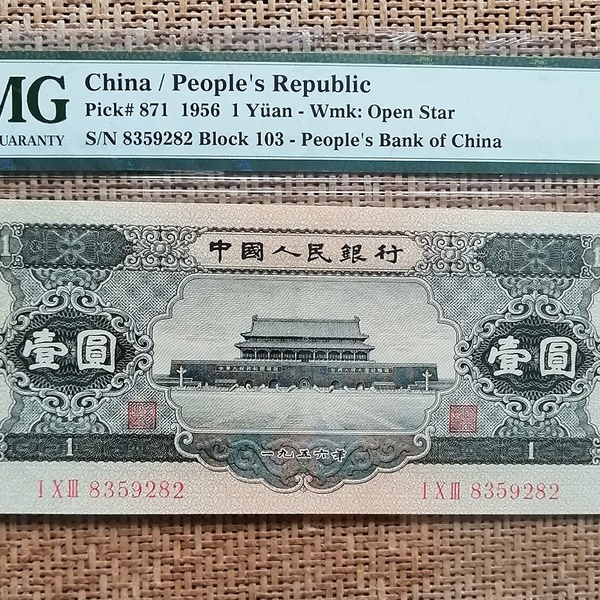 MG
GUARANTY
China / People's Republic
Pick# 871 1956 1 Yüan - Wmk: Open Star
S/N 8359282 Block 103 - People's Bank of China
中國人民銀行
1 1
壹圓 壹圓
1 1
一九五六年
I X III 8359282 I X III 8359282